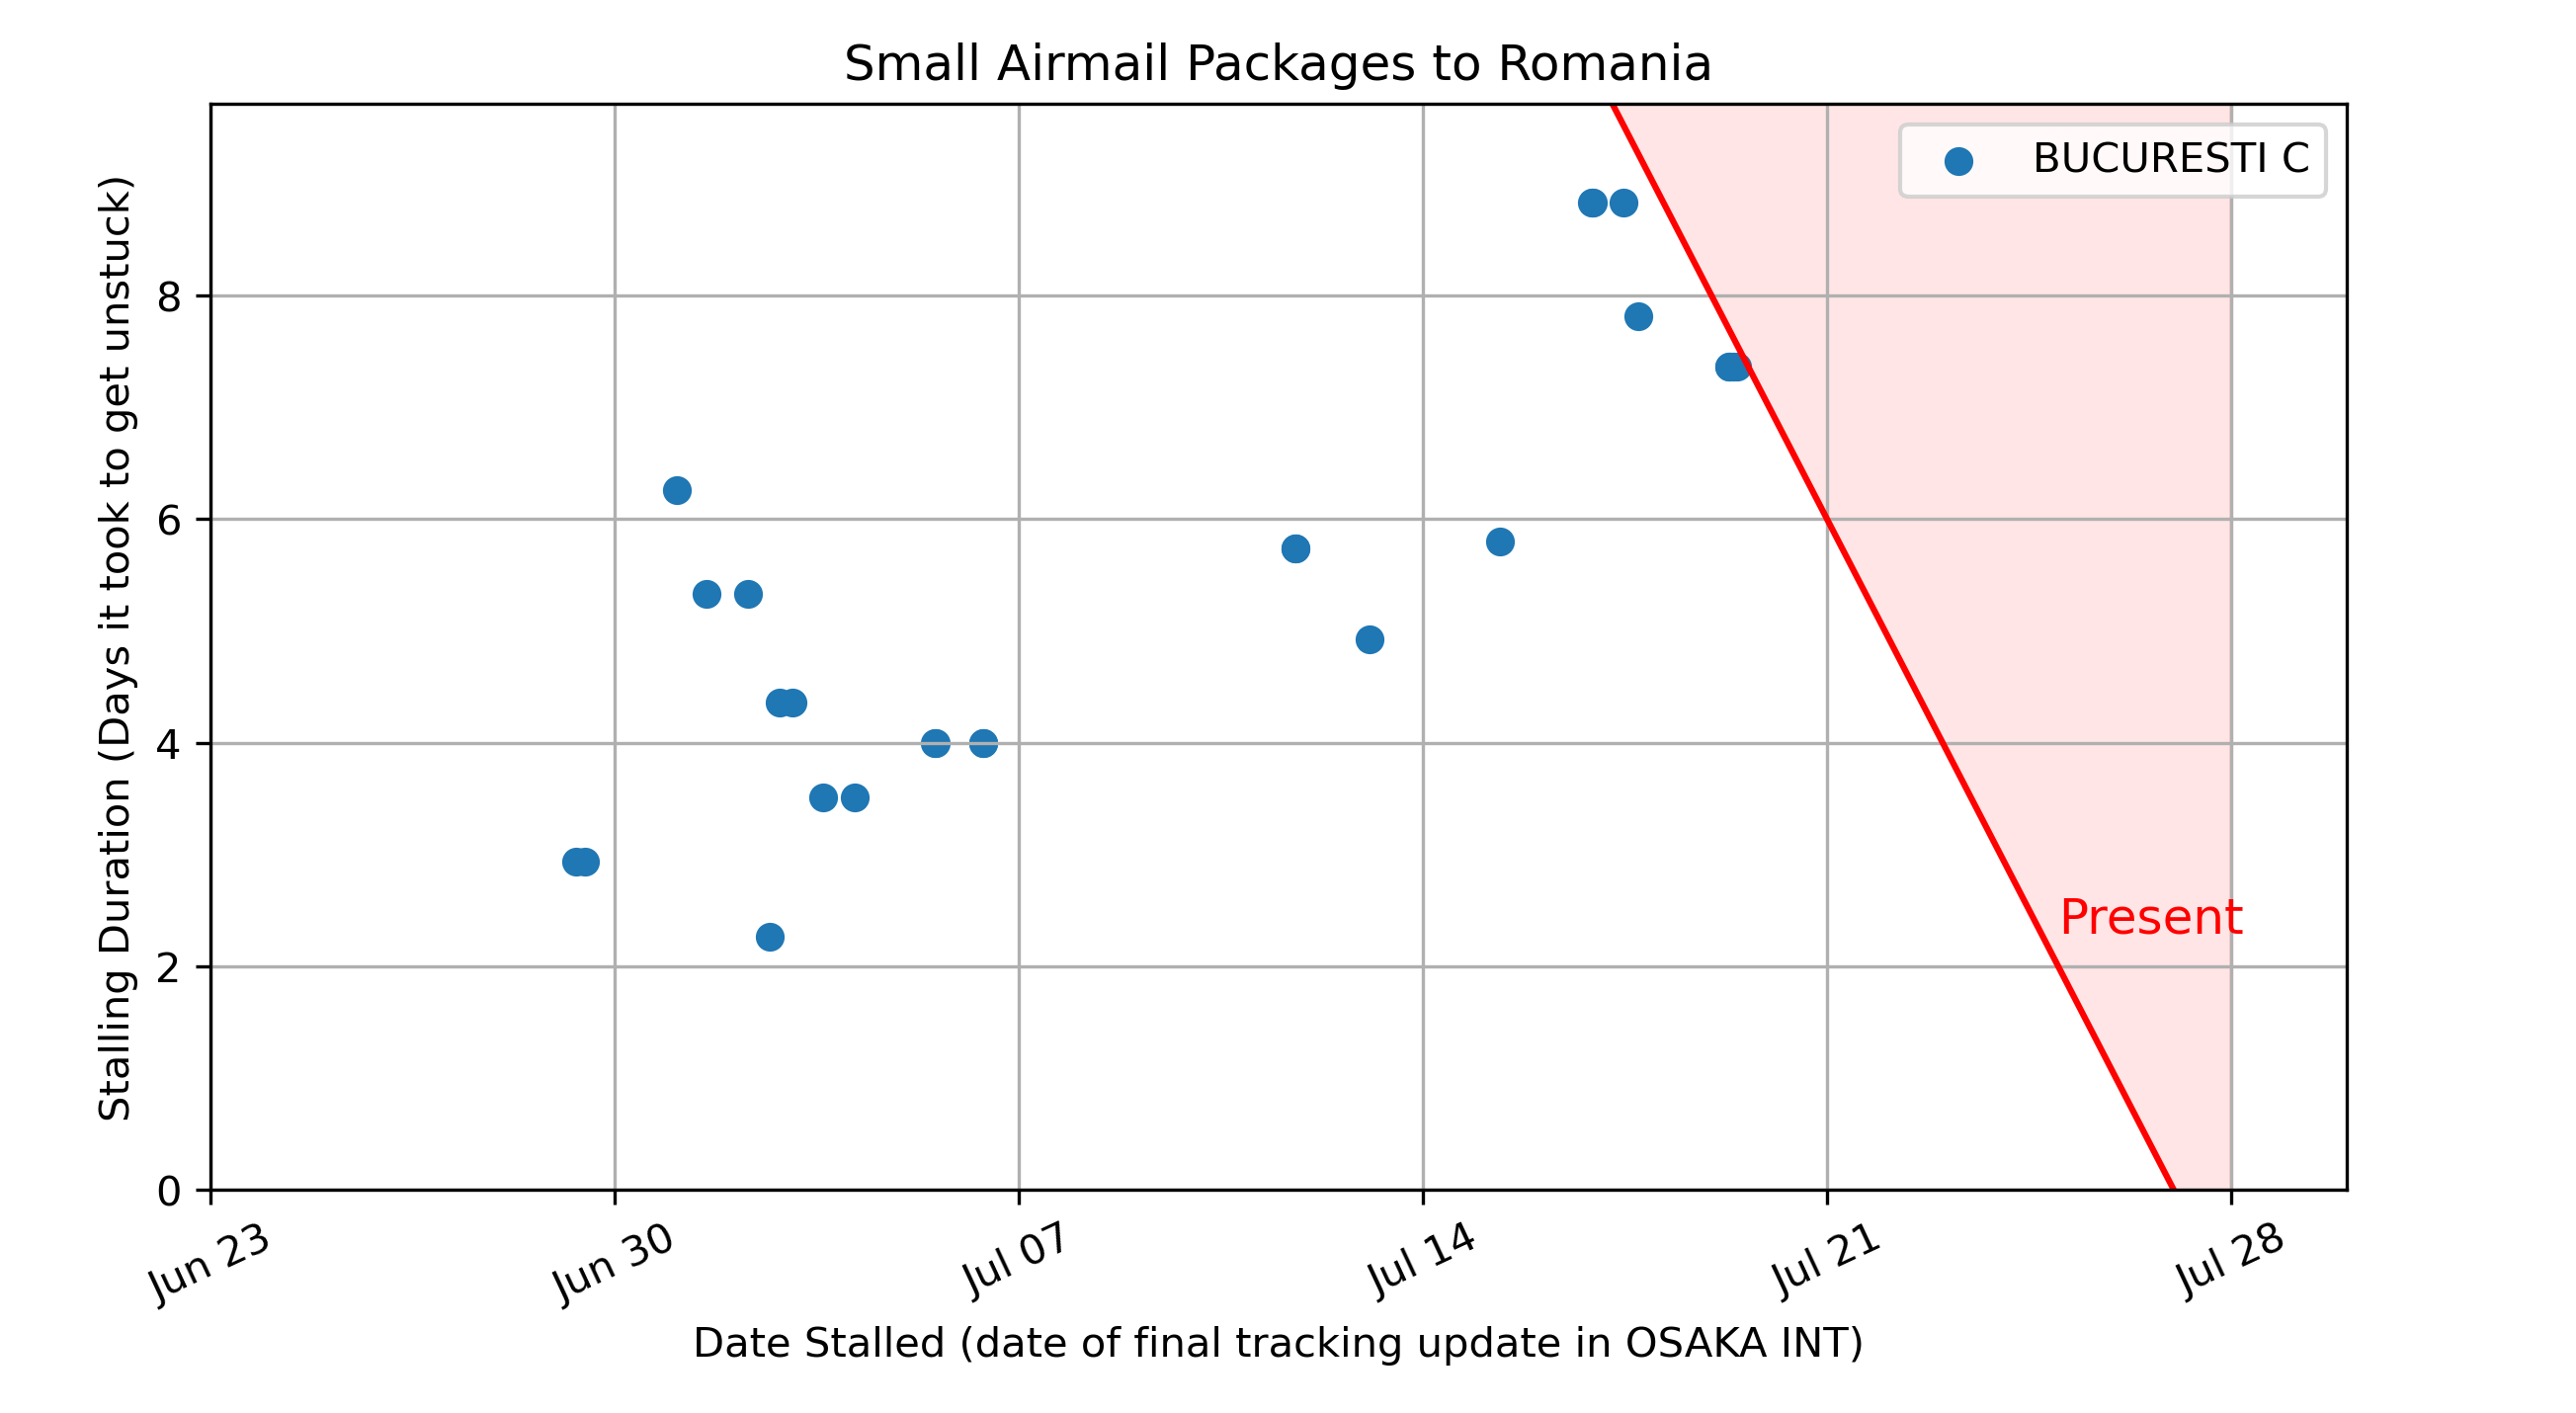 Small Airmail Packages to Romania
BUCURESTI C
Stalling Duration (Days it took to get unstuck)
8
6
4
2
0
Present
Jun 23
Jun 30
Jul 07
Jul 14
Jul 21
Jul 28
Date Stalled (date of final tracking update in OSAKA INT)